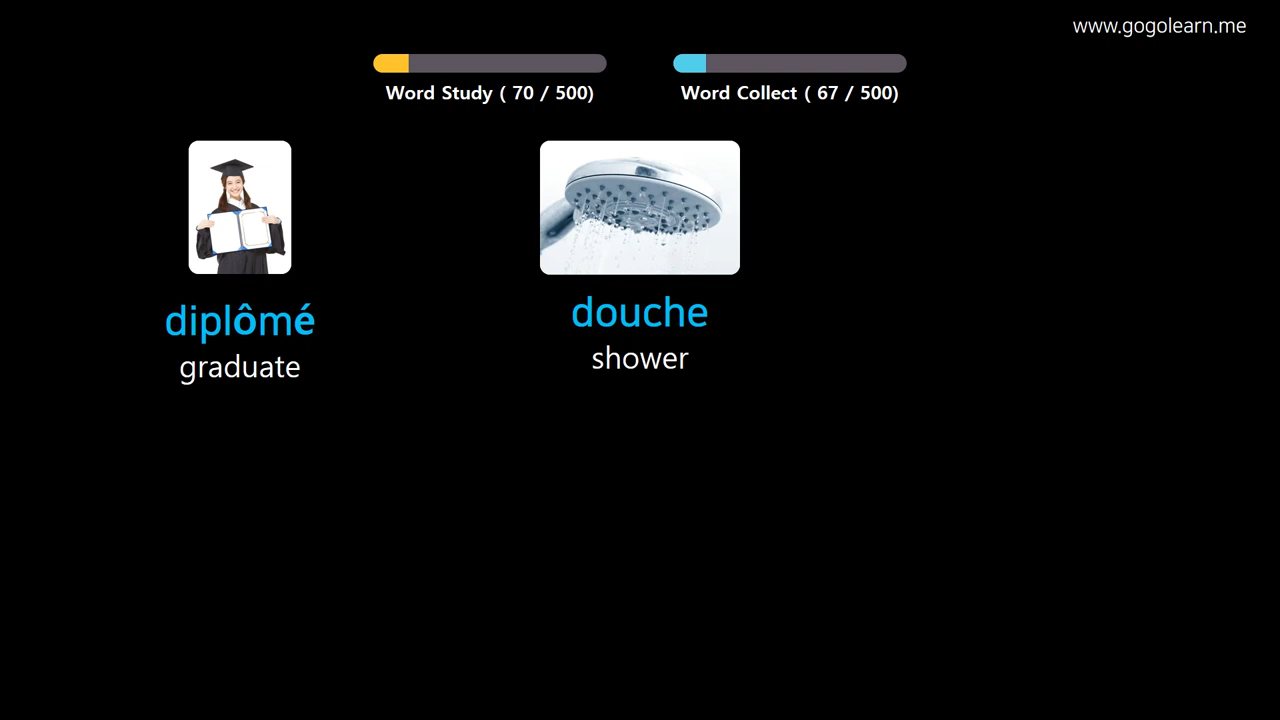 www.gogolearn.me
Word Study ( 70 / 500)
Word Collect ( 67 / 500)
diplômé
graduate
douche
shower